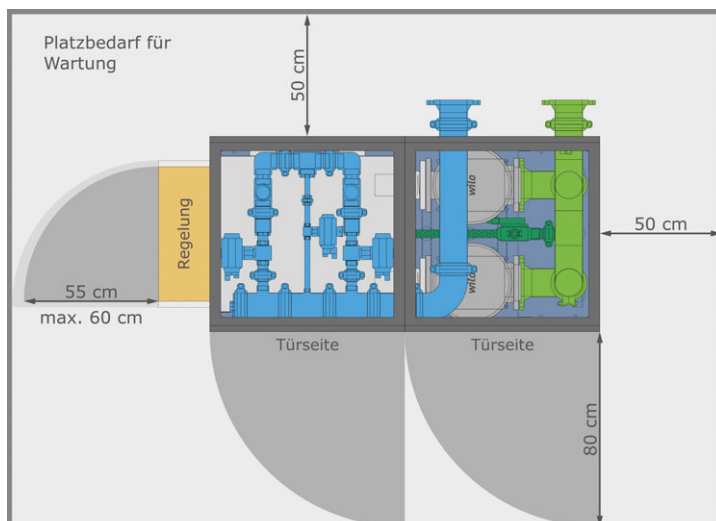 Platzbedarf für
Wartung
50 cm
wilo
Regelung
50 cm
wilo
55 cm
max. 60 cm
Türseite
Türseite
80 cm